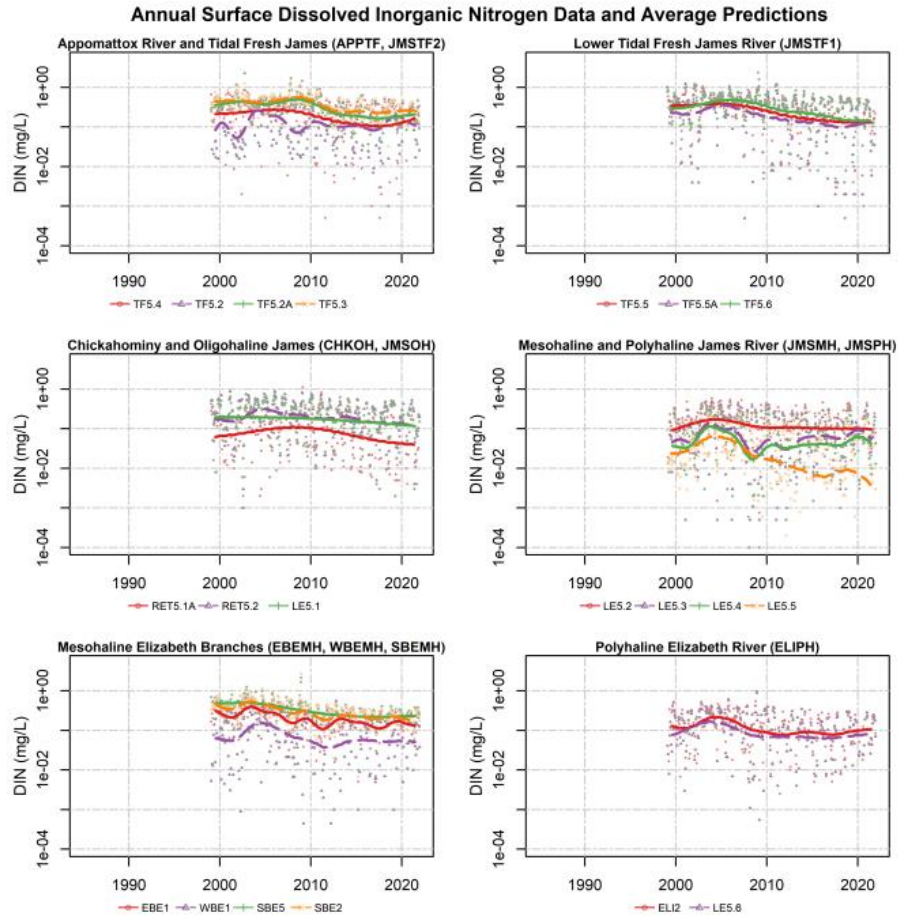 Annual Surface Dissolved Inorganic Nitrogen Data and Average Predictions
Appomattox River and Tidal Fresh James (APPTF, JMSTF2)
DIN (mg/L)
1e+00
1e-02
1e-04
1990 2000 2010 2020
TF5.4 TF5.2 TF5.2A TF5.3
Lower Tidal Fresh James River (JMSTF1)
DIN (mg/L)
1e+00
1e-02
1e-04
1990 2000 2010 2020
TF5.5 TF5.5A TF5.6
Chickahominy and Oligohaline James (CHKOH, JMSOH)
DIN (mg/L)
1e+00
1e-02
1e-04
1990 2000 2010 2020
RET5.1A RET5.2 LE5.1
Mesohaline and Polyhaline James River (JMSMH, JMSPH)
DIN (mg/L)
1e+00
1e-02
1e-04
1990 2000 2010 2020
LE5.2 LE5.3 LE5.4 LE5.5
Mesohaline Elizabeth Branches (EBEMH, WBEMH, SBEMH)
DIN (mg/L)
1e+00
1e-02
1e-04
1990 2000 2010 2020
EBE1 WBE1 SBE5 SBE2
Polyhaline Elizabeth River (ELIPH)
DIN (mg/L)
1e+00
1e-02
1e-04
1990 2000 2010 2020
ELI2 LE5.6